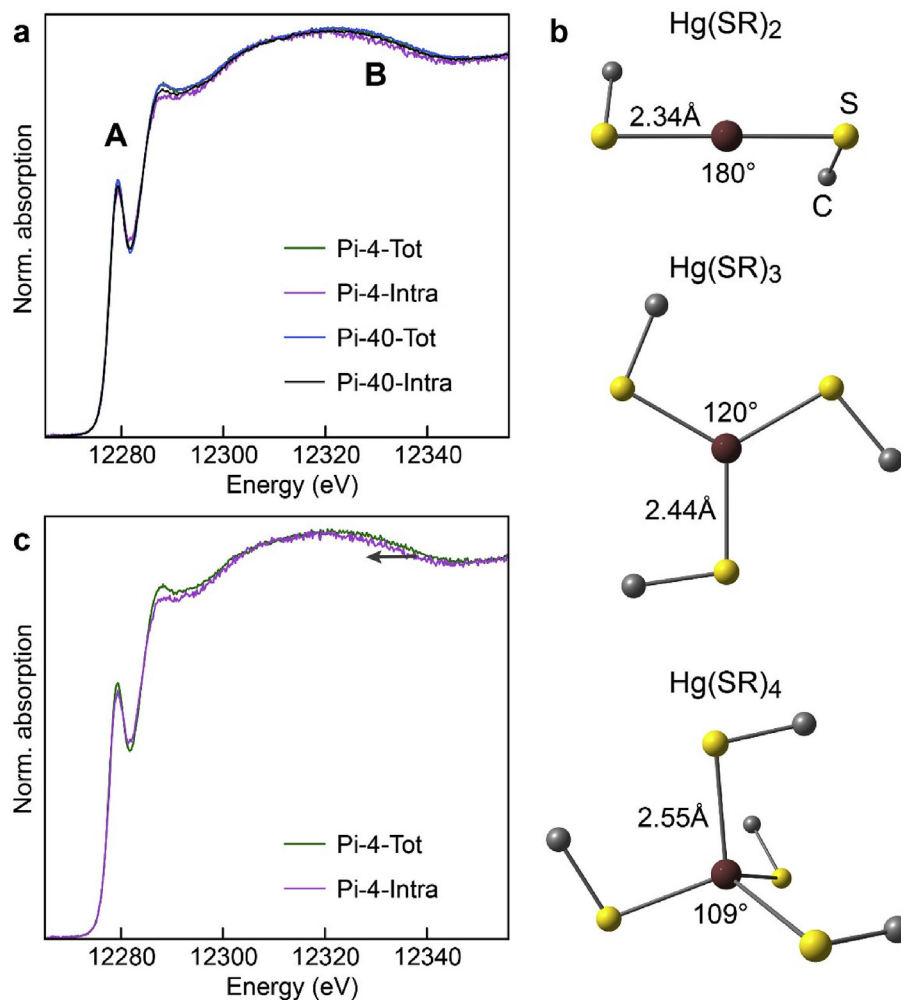 a
Norm. absorption
A
B
Pi-4-Tot
Pi-4-Intra
Pi-40-Tot
Pi-40-Intra
12280 12300 12320 12340
Energy (eV)
b
Hg(SR)2
2.34Å
180°
S
C
Hg(SR)3
120°
2.44Å
Hg(SR)4
2.55Å
109°
c
Norm. absorption
Pi-4-Tot
Pi-4-Intra
12280 12300 12320 12340
Energy (eV)